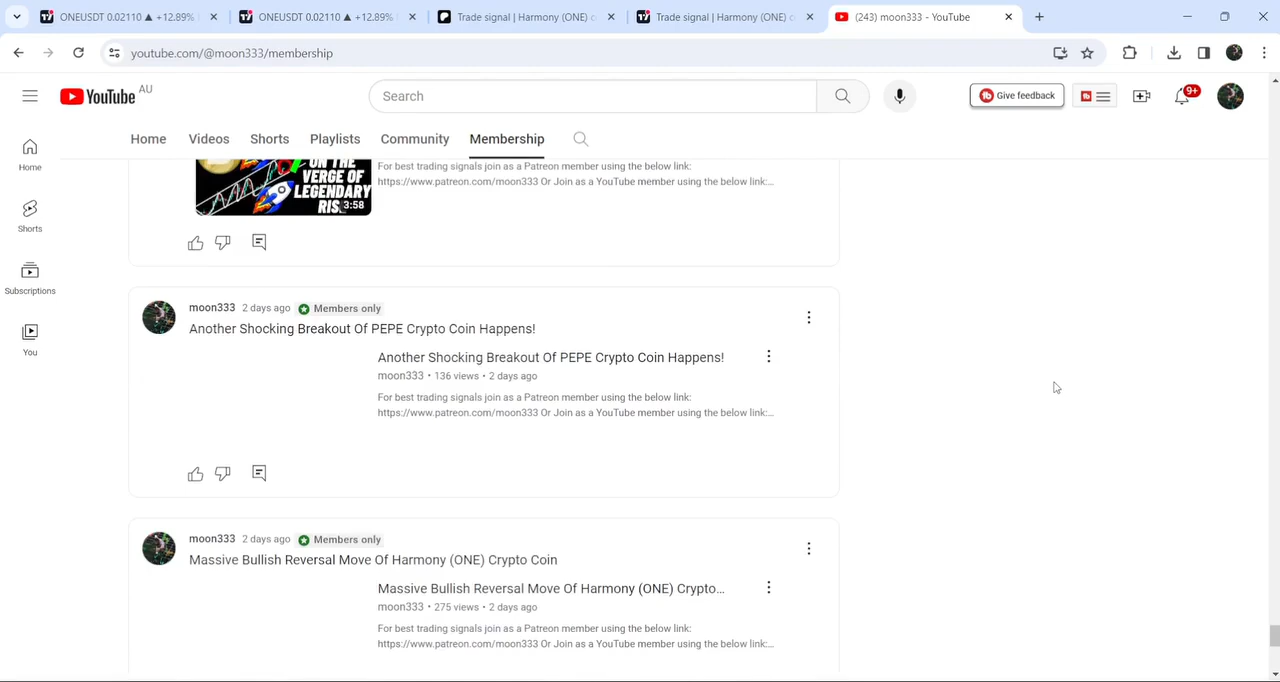 ONEUSDT 0.02110 ▲ +12.89%
ONEUSDT 0.02110 ▲ +12.89%
Trade signal | Harmony (ONE) c
Trade signal | Harmony (ONE) c
(243) moon333 - YouTube
youtube.com/@moon333/membership
YouTube AU
Search
Give feedback
9+
Home
Videos
Shorts
Playlists
Community
Membership
Home
Shorts
Subscriptions
You
ON THE
VERGE OF
LEGENDARY
RISE
3:58
For best trading signals join as a Patreon member using the below link:
https://www.patreon.com/moon333 Or Join as a YouTube member using the below link:...
moon333 2 days ago Members only
Another Shocking Breakout Of PEPE Crypto Coin Happens!
Another Shocking Breakout Of PEPE Crypto Coin Happens!
moon333 • 136 views • 2 days ago
For best trading signals join as a Patreon member using the below link:
https://www.patreon.com/moon333 Or Join as a YouTube member using the below link:...
moon333 2 days ago Members only
Massive Bullish Reversal Move Of Harmony (ONE) Crypto Coin
Massive Bullish Reversal Move Of Harmony (ONE) Crypto...
moon333 • 275 views • 2 days ago
For best trading signals join as a Patreon member using the below link:
https://www.patreon.com/moon333 Or Join as a YouTube member using the below link:...